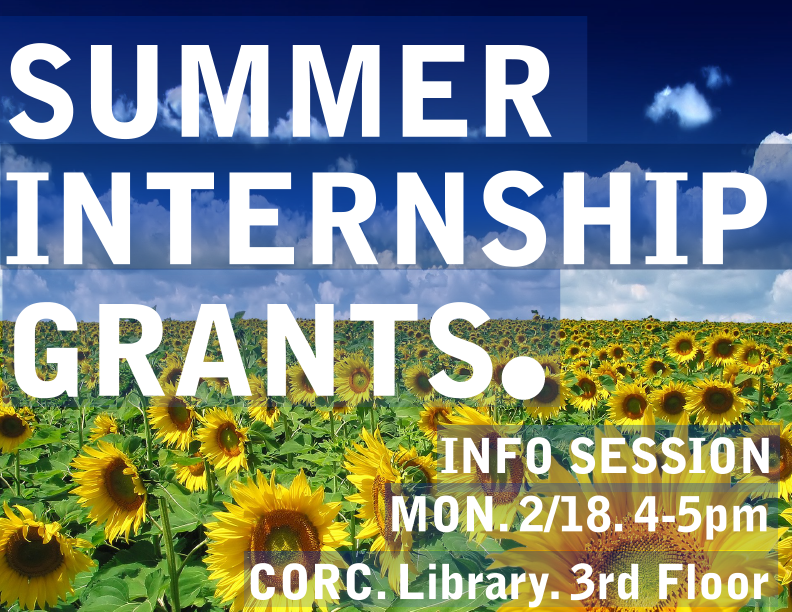 SUMMER
INTERNSHIP
GRANTS.
INFO SESSION
MON. 2/18. 4-5pm
CORC. Library. 3rd Floor